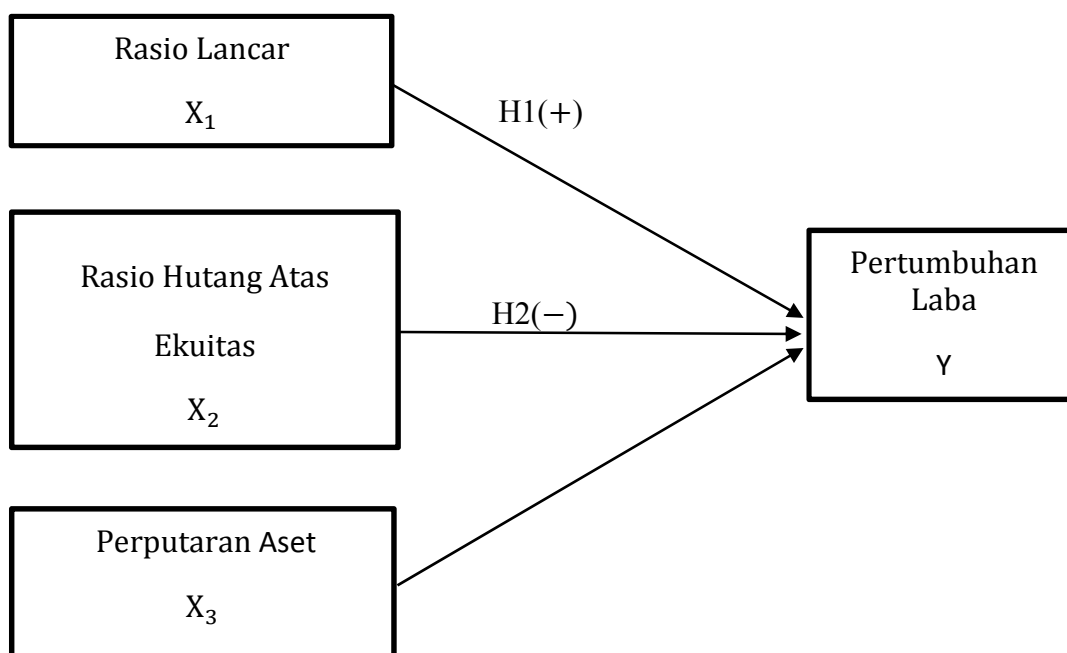 Rasio Lancar
X₁
H1(+)
Rasio Hutang Atas
Ekuitas
X₂
H2(−)
Pertumbuhan
Laba
Y
Perputaran Aset
X₃